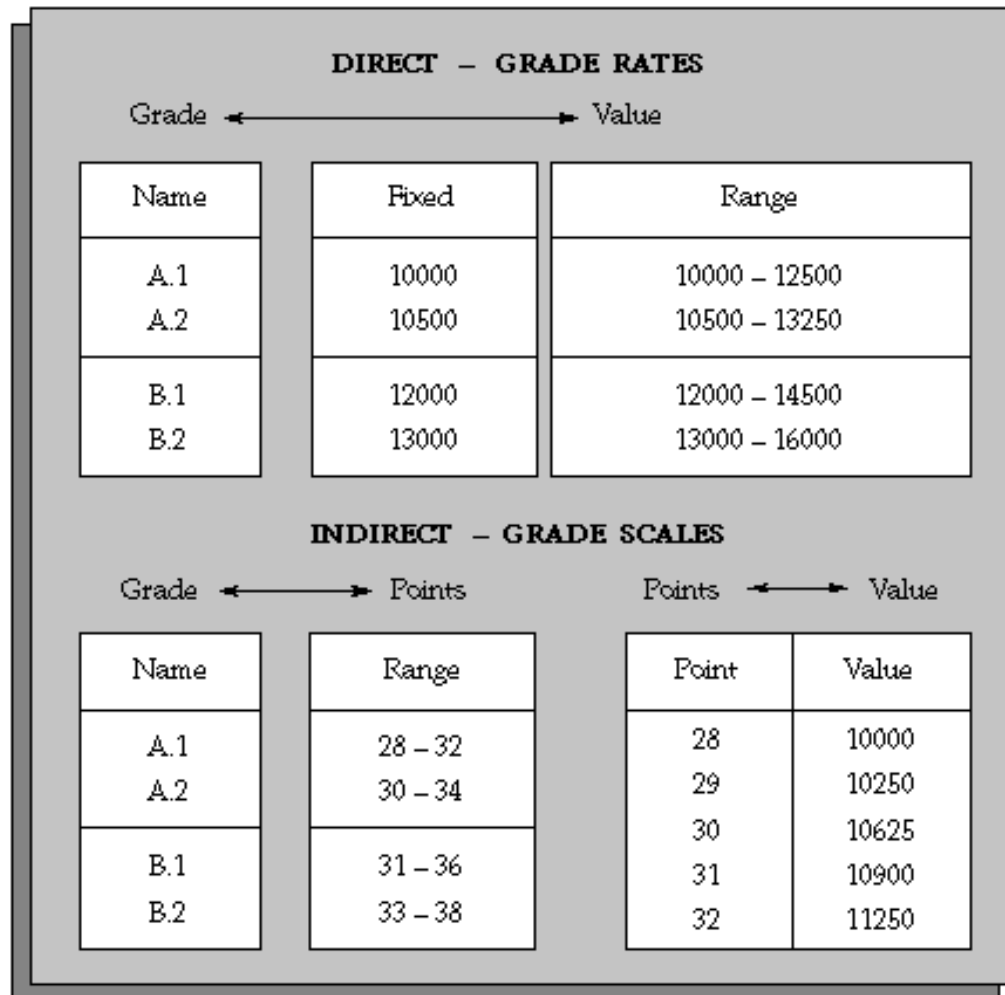 DIRECT – GRADE RATES
Grade Value
Name Fixed Range
A.1 10000 10000 – 12500
A.2 10500 10500 – 13250
B.1 12000 12000 – 14500
B.2 13000 13000 – 16000
INDIRECT – GRADE SCALES
Grade Points Points Value
Name Range Point Value
A.1 28 – 32 28 10000
A.2 30 – 34 29 10250
30 10625
B.1 31 – 36 31 10900
B.2 33 – 38 32 11250